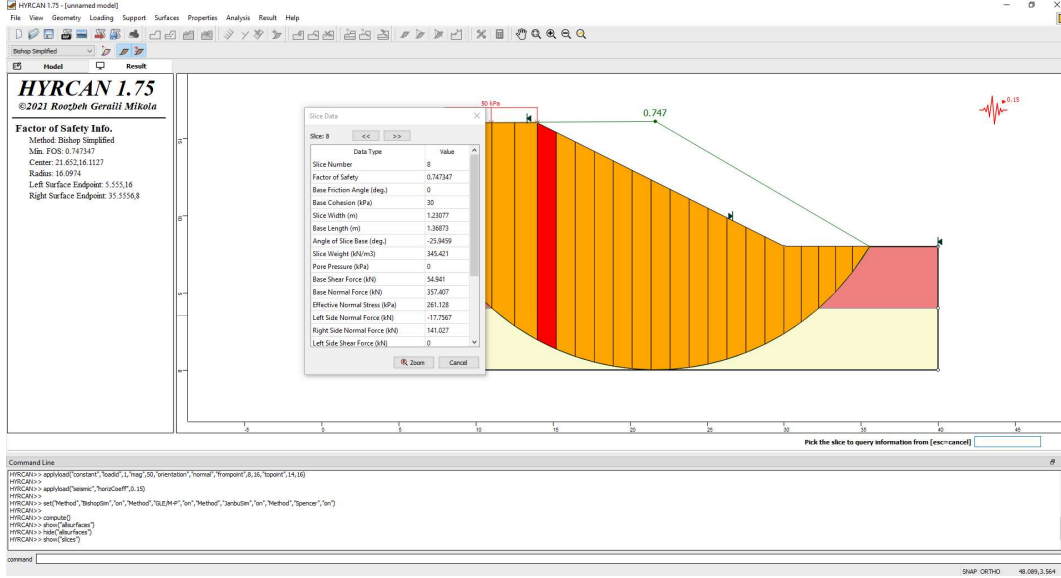 HYRCAN 1.75 - [unnamed model]
File View Geometry Loading Support Surfaces Properties Analysis Result Help
Bishop Simplified
Model Result
HYRCAN 1.75
©2021 Roozbeh Geraili Mikola
Factor of Safety Info.
Method: Bishop Simplified
Min. FOS: 0.747347
Center: 21.652,16.1127
Radius: 16.0974
Left Surface Endpoint: 5.555,16
Right Surface Endpoint: 35.5556,8
Slice Data
Slice: 8 << >>
Data Type Value
Slice Number 8
Factor of Safety 0.747347
Base Friction Angle (deg.) 0
Base Cohesion (kPa) 30
Slice Width (m) 1.23077
Base Length (m) 1.36873
Angle of Slice Base (deg.) -25.9459
Slice Weight (kN/m3) 345.421
Pore Pressure (kPa) 0
Base Shear Force (kN) 54.941
Base Normal Force (kN) 357.407
Effective Normal Stress (kPa) 261.128
Left Side Normal Force (kN) -17.7567
Right Side Normal Force (kN) 141.027
Left Side Shear Force (kN) 0
Zoom Cancel
50 kPa
0.747
0.15
15
10
5
0
-5 0 5 10 15 20 25 30 35 40 45
Pick the slice to query information from [esc=cancel]
Command Line
HYRCAN>> applyload("constant","loadid",1,"mag",50,"orientation","normal","frompoint",8,16,"topoint",14,16)
HYRCAN>>
HYRCAN>> applyload("seismic","horizCoeff",0.15)
HYRCAN>>
HYRCAN>> set("Method","BishopSim","on","Method","GLE/M-P","on","Method","JanbuSim","on","Method","Spencer","on")
HYRCAN>>
HYRCAN>> compute()
HYRCAN>> show("allsurfaces")
HYRCAN>> hide("allsurfaces")
HYRCAN>> show("slices")
command
SNAP ORTHO 48.089,3.564